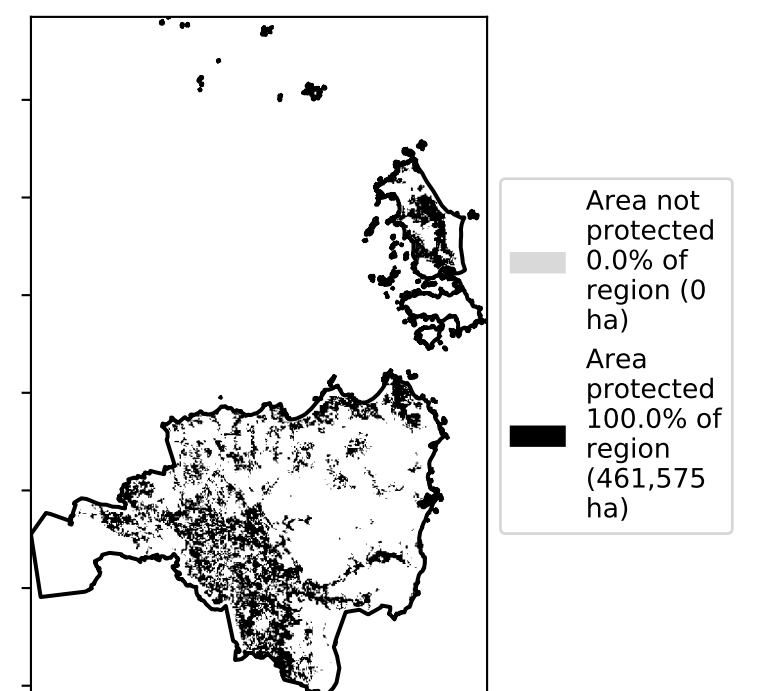 Area not
protected
0.0% of
region (0
ha)
Area
protected
100.0% of
region
(461,575
ha)